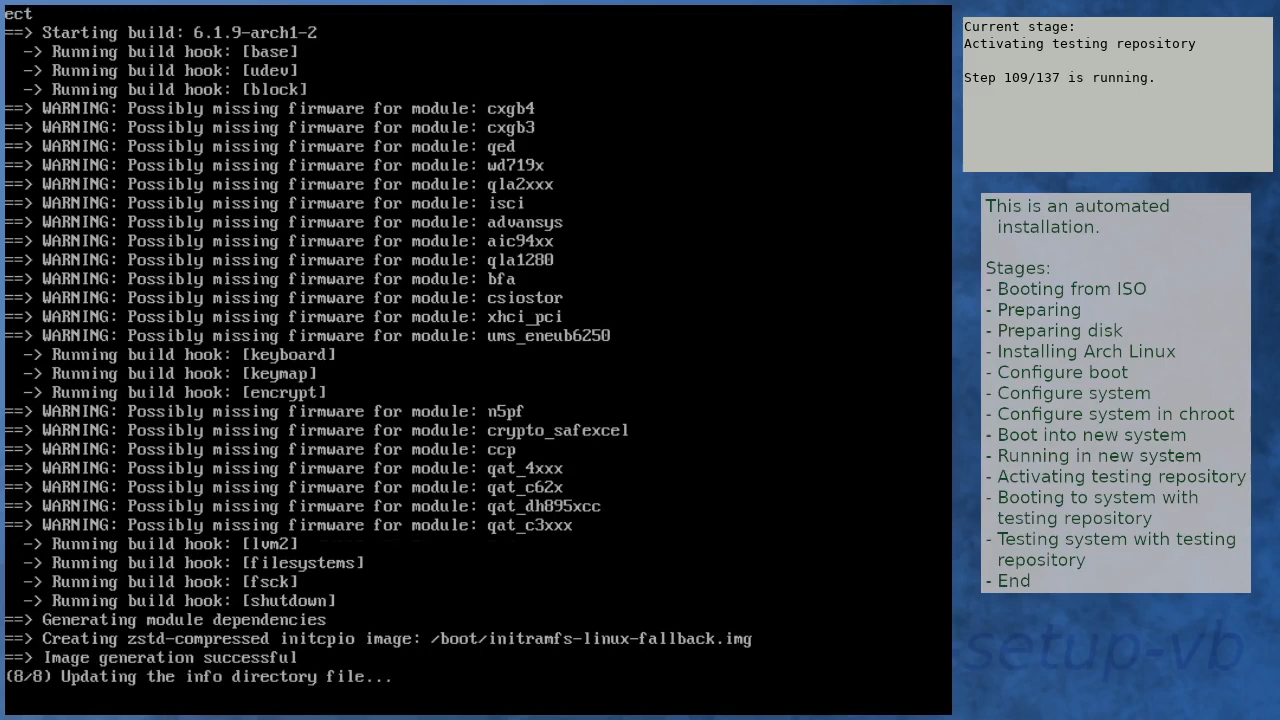 ect
==> Starting build: 6.1.9-arch1-2
-> Running build hook: [base]
-> Running build hook: [udev]
-> Running build hook: [block]
==> WARNING: Possibly missing firmware for module: cxgb4
==> WARNING: Possibly missing firmware for module: cxgb3
==> WARNING: Possibly missing firmware for module: qed
==> WARNING: Possibly missing firmware for module: wd719x
==> WARNING: Possibly missing firmware for module: qla2xxx
==> WARNING: Possibly missing firmware for module: isci
==> WARNING: Possibly missing firmware for module: advansys
==> WARNING: Possibly missing firmware for module: aic94xx
==> WARNING: Possibly missing firmware for module: qla1280
==> WARNING: Possibly missing firmware for module: bfa
==> WARNING: Possibly missing firmware for module: csiostor
==> WARNING: Possibly missing firmware for module: xhci_pci
==> WARNING: Possibly missing firmware for module: ums_eneub6250
-> Running build hook: [keyboard]
-> Running build hook: [keymap]
-> Running build hook: [encrypt]
==> WARNING: Possibly missing firmware for module: n5pf
==> WARNING: Possibly missing firmware for module: crypto_safexcel
==> WARNING: Possibly missing firmware for module: ccp
==> WARNING: Possibly missing firmware for module: qat_4xxx
==> WARNING: Possibly missing firmware for module: qat_c62x
==> WARNING: Possibly missing firmware for module: qat_dh895xcc
==> WARNING: Possibly missing firmware for module: qat_c3xxx
-> Running build hook: [lvm2]
-> Running build hook: [filesystems]
-> Running build hook: [fsck]
-> Running build hook: [shutdown]
==> Generating module dependencies
==> Creating zstd-compressed initcpio image: /boot/initramfs-linux-fallback.img
==> Image generation successful
(8/8) Updating the info directory file...
Current stage:
Activating testing repository
Step 109/137 is running.
This is an automated
installation.
Stages:
- Booting from ISO
- Preparing
- Preparing disk
- Installing Arch Linux
- Configure boot
- Configure system
- Configure system in chroot
- Boot into new system
- Running in new system
- Activating testing repository
- Booting to system with
testing repository
- Testing system with testing
repository
- End
setup-vb